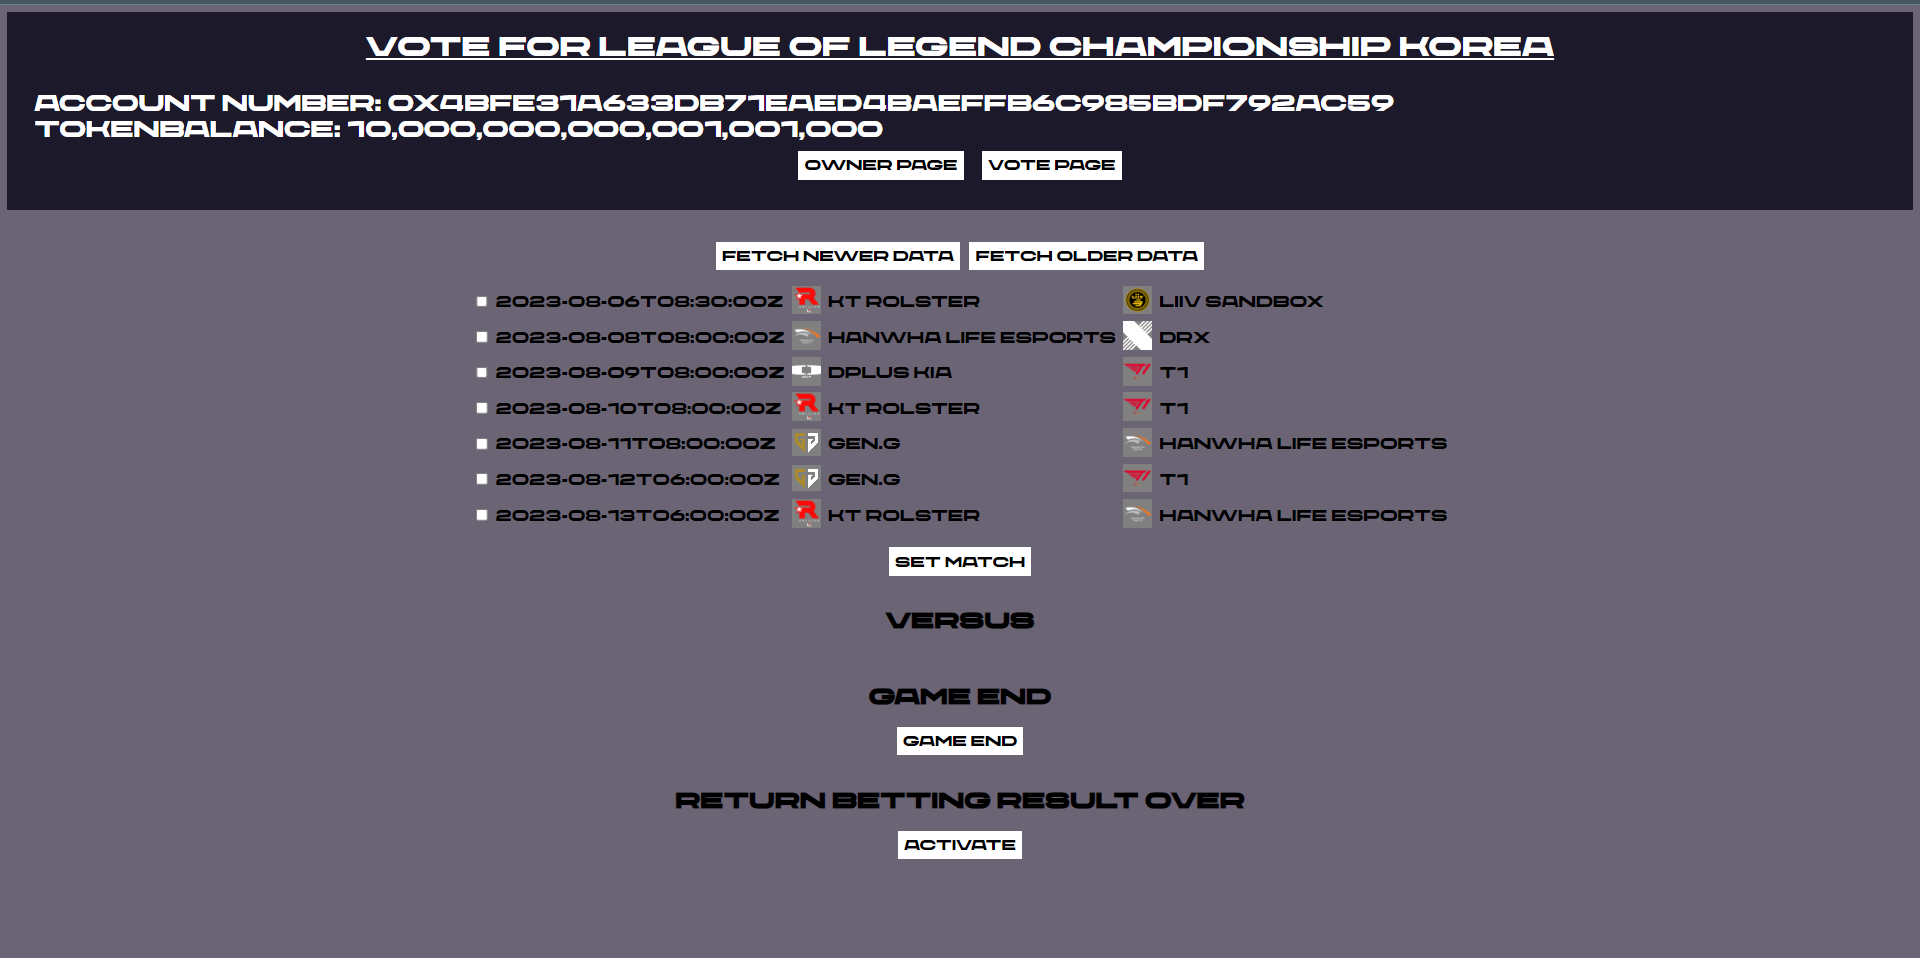 VOTE FOR LEAGUE OF LEGEND CHAMPIONSHIP KOREA
ACCOUNT NUMBER: 0X4BFE31A633DB71EAED4BAEFFB6C985BDF792AC59
TOKENBALANCE: 10,000,000,000,001,001,000
OWNER PAGE VOTE PAGE
FETCH NEWER DATA FETCH OLDER DATA
2023-08-06T08:30:00Z KT ROLSTER LIIV SANDBOX
2023-08-08T08:00:00Z HANWHA LIFE ESPORTS DRX
2023-08-09T08:00:00Z DPLUS KIA T1
2023-08-10T08:00:00Z KT ROLSTER T1
2023-08-11T08:00:00Z GEN.G HANWHA LIFE ESPORTS
2023-08-12T06:00:00Z GEN.G T1
2023-08-13T06:00:00Z KT ROLSTER HANWHA LIFE ESPORTS
SET MATCH
VERSUS
GAME END
GAME END
RETURN BETTING RESULT OVER
ACTIVATE